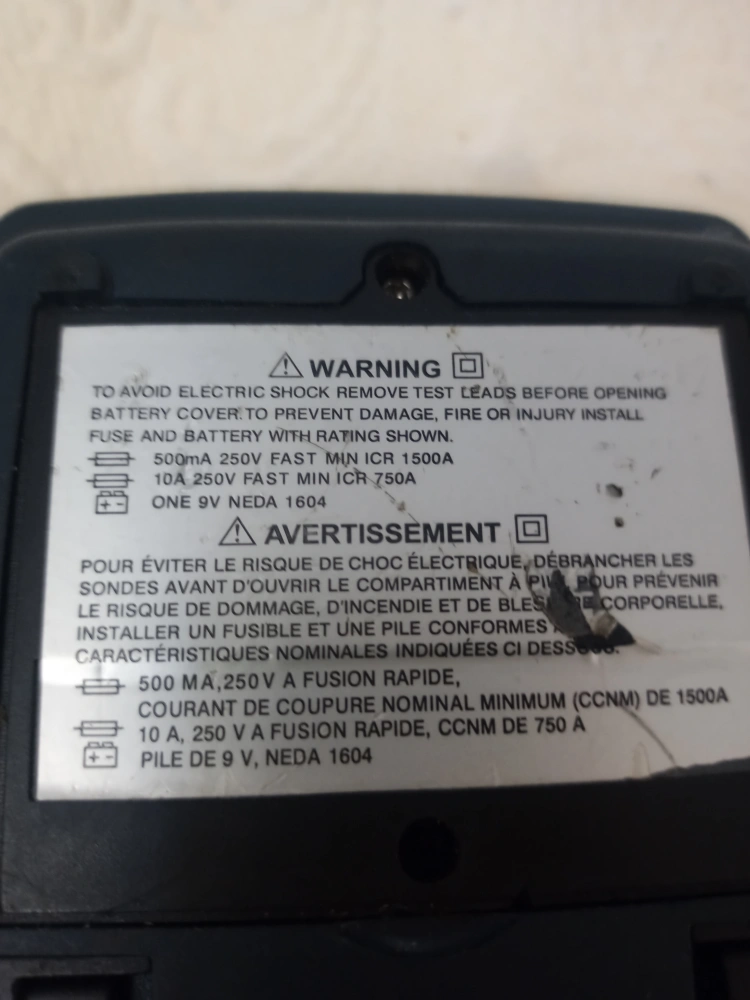 WARNING
TO AVOID ELECTRIC SHOCK REMOVE TEST LEADS BEFORE OPENING
BATTERY COVER.TO PREVENT DAMAGE, FIRE OR INJURY INSTALL
FUSE AND BATTERY WITH RATING SHOWN.
500mA 250V FAST MIN ICR 1500A
10A 250V FAST MIN ICR 750A
ONE 9V NEDA 1604
AVERTISSEMENT
POUR ÉVITER LE RISQUE DE CHOC ÉLECTRIQUE, DÉBRANCHER LES
SONDES AVANT D'OUVRIR LE COMPARTIMENT À POUR PRÉVENIR
LE RISQUE DE DOMMAGE, D'INCENDIE ET DE CORPORELLE,
INSTALLER UN FUSIBLE ET UNE PILE CONFORMES
CARACTÉRISTIQUES NOMINALES INDIQUÉES CI
500 MA,250V A FUSION RAPIDE,
COURANT DE COUPURE NOMINAL MINIMUM (CCNM) DE 1500A
10 A, 250 V A FUSION RAPIDE, CCNM DE 750 A
PILE DE 9 V, NEDA 1604